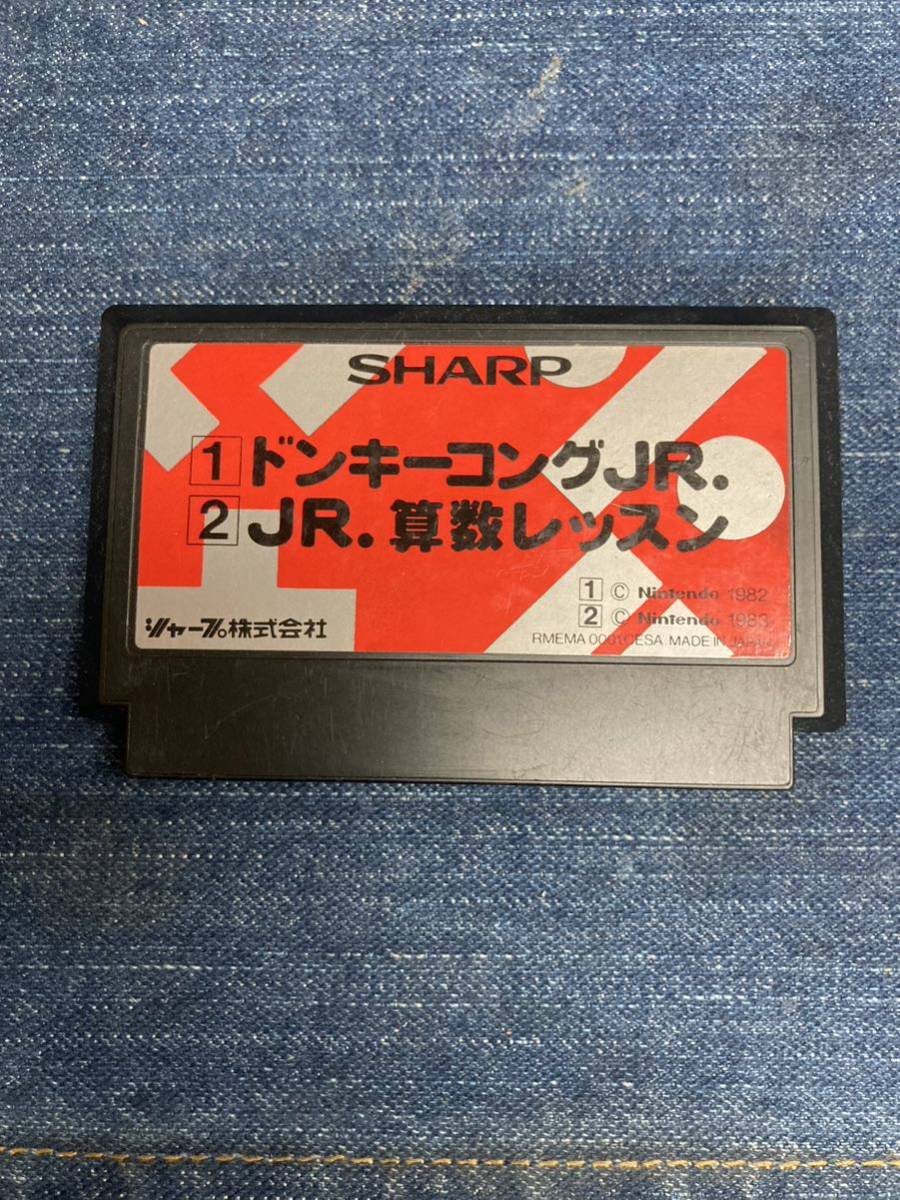 SHARP
1 ドンキーコングJR.
2 JR.算数レッスン
1 © Nintendo 1982
2 © Nintendo 1983
シャープ株式会社
RMEMA 0001CESA MADE IN JAPAN